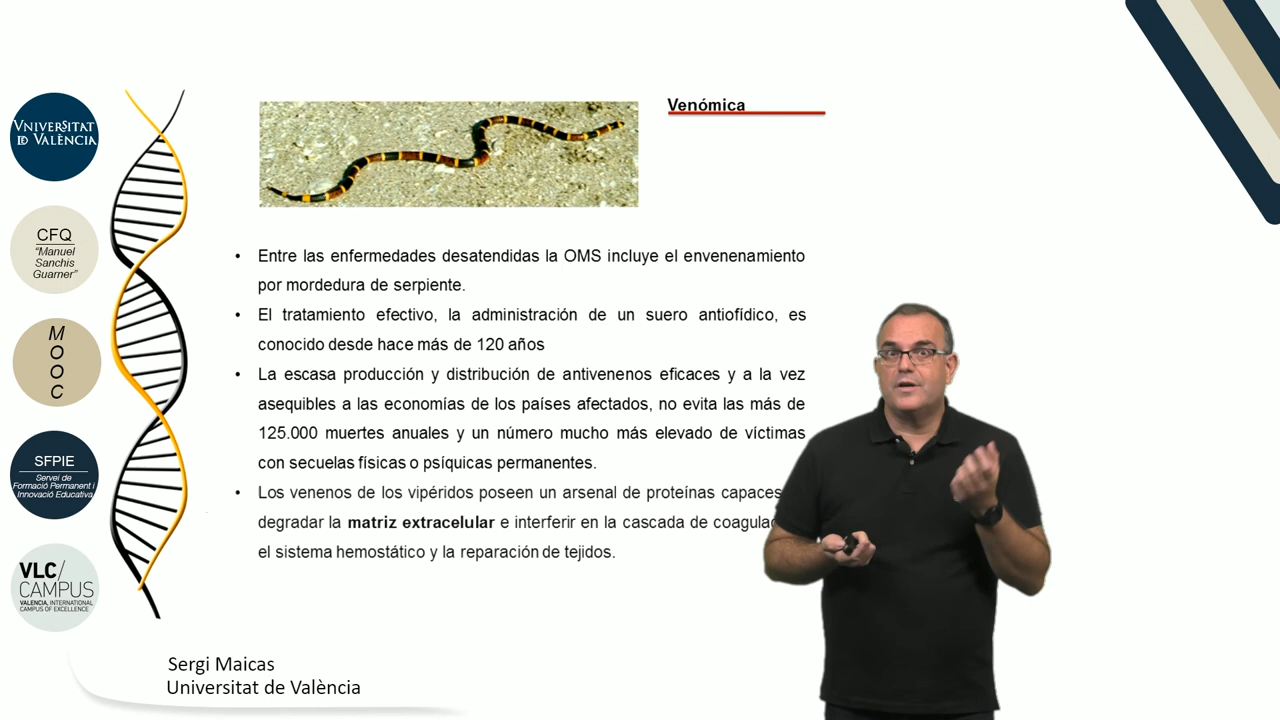 VNIVERSITAT
ID VALÈNCIA
CFQ
“Manuel
Sanchis
Guarner”
M
O
O
C
SFPIE
Servei de
Formació Permanent i
Innovació Educativa
VLC/
CAMPUS
VALENCIA, INTERNATIONAL
CAMPUS OF EXCELLENCE
Venómica
• Entre las enfermedades desatendidas la OMS incluye el envenenamiento
por mordedura de serpiente.
• El tratamiento efectivo, la administración de un suero antiofídico, es
conocido desde hace más de 120 años
• La escasa producción y distribución de antivenenos eficaces y a la vez
asequibles a las economías de los países afectados, no evita las más de
125.000 muertes anuales y un número mucho más elevado de víctimas
con secuelas físicas o psíquicas permanentes.
• Los venenos de los vipéridos poseen un arsenal de proteínas capaces
degradar la matriz extracelular e interferir en la cascada de
el sistema hemostático y la reparación de tejidos.
Sergi Maicas
Universitat de València